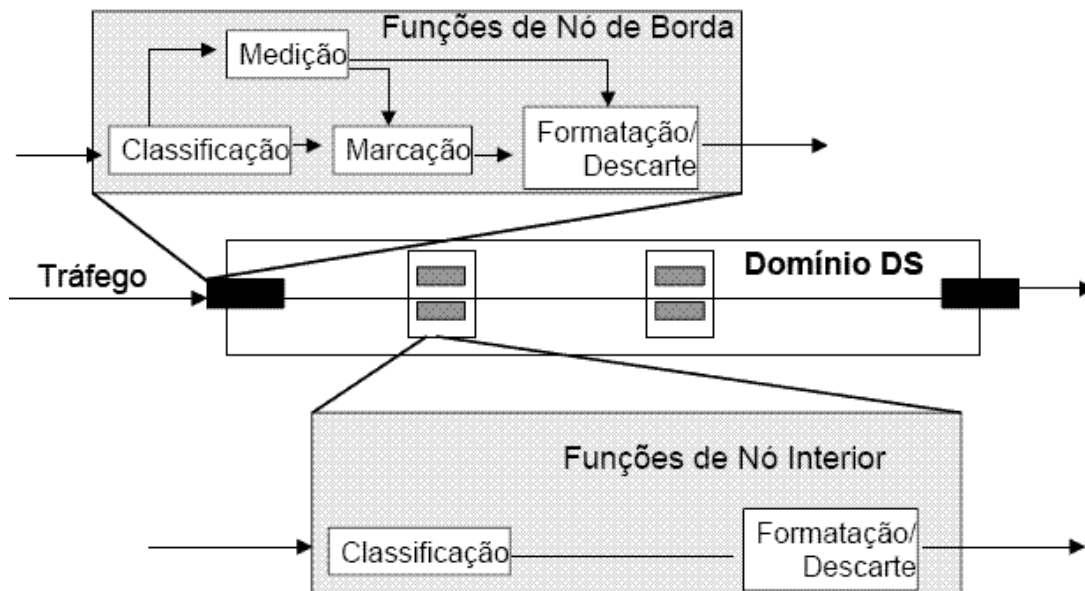 Funções de Nó de Borda
Medição
Classificação
Marcação
Formatação/
Descarte
Tráfego
Domínio DS
Funções de Nó Interior
Classificação
Formatação/
Descarte